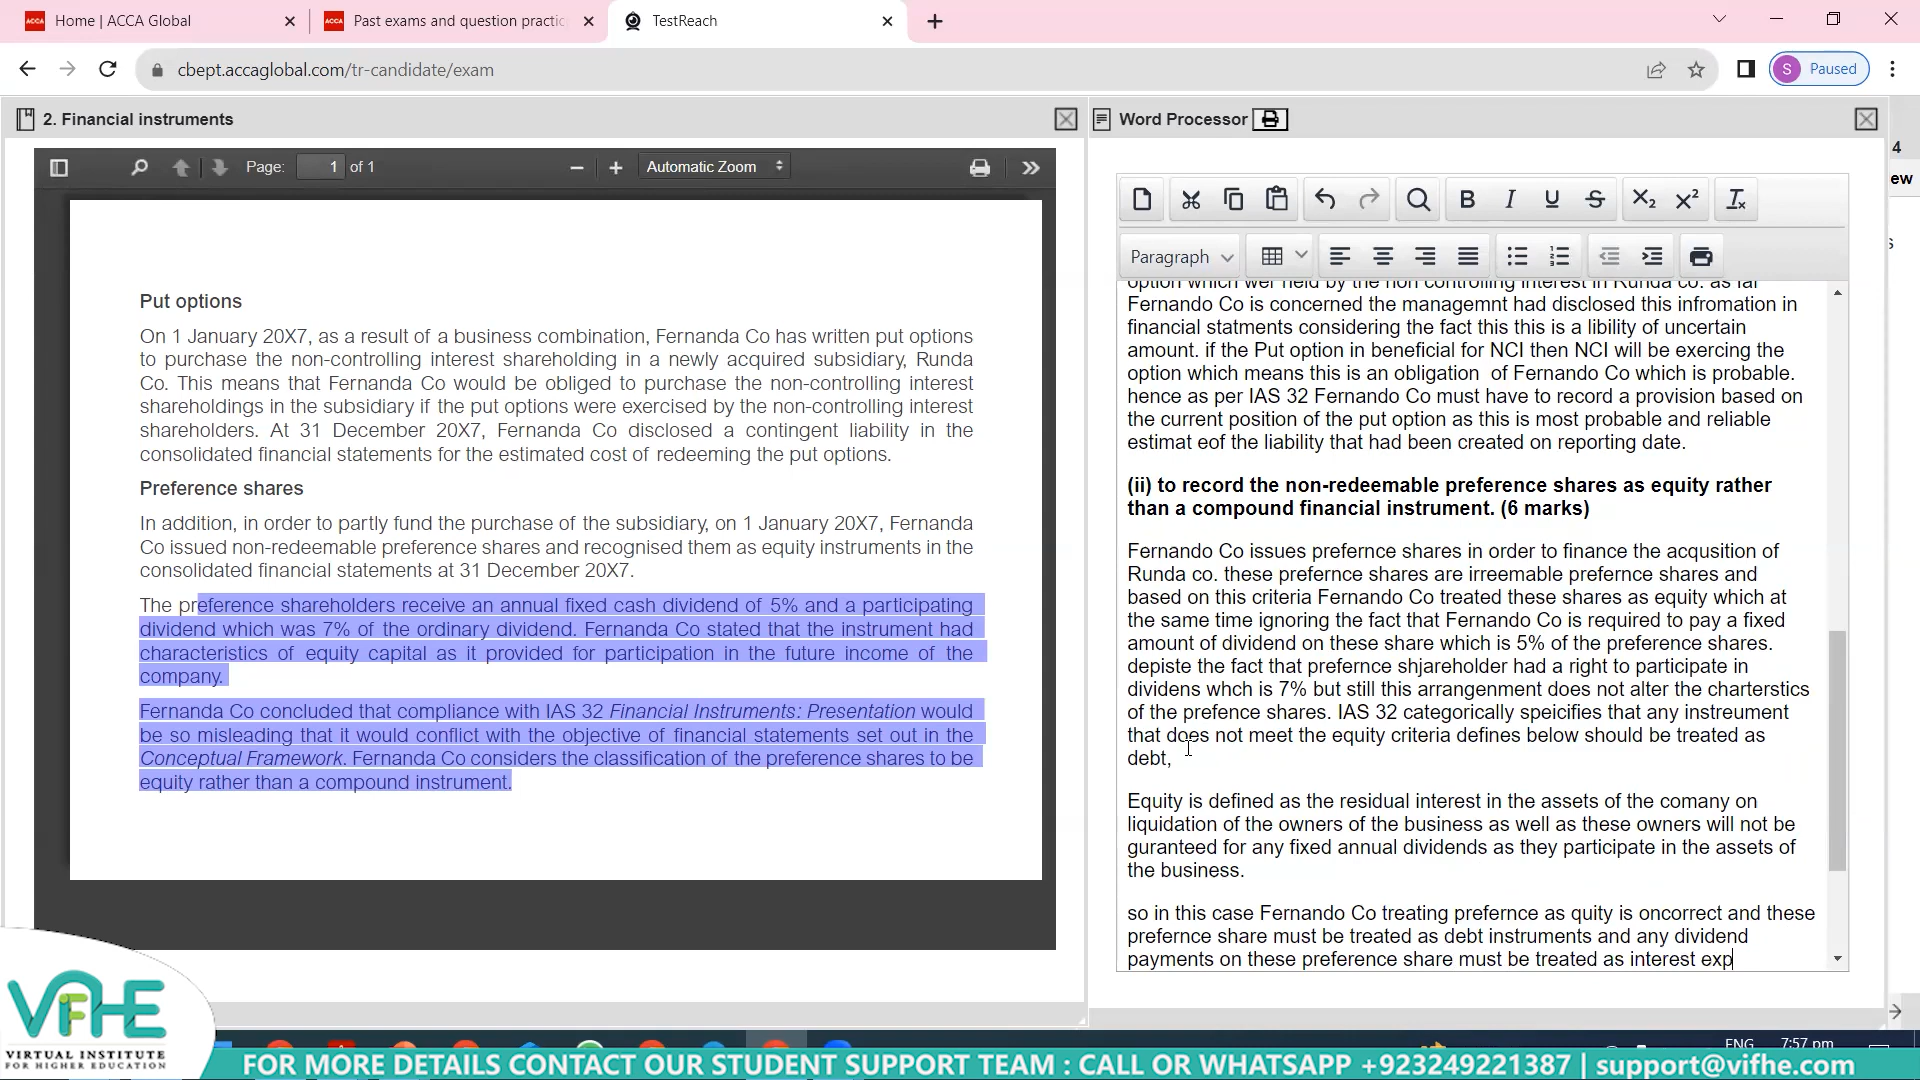 Home | ACCA Global
Past exams and question practic
TestReach
cbept.accaglobal.com/tr-candidate/exam
S Paused
2. Financial instruments
Word Processor
4
ew
Page: 1 of 1
Automatic Zoom
Paragraph
Put options
On 1 January 20X7, as a result of a business combination, Fernanda Co has written put options
to purchase the non-controlling interest shareholding in a newly acquired subsidiary, Runda
Co. This means that Fernanda Co would be obliged to purchase the non-controlling interest
shareholdings in the subsidiary if the put options were exercised by the non-controlling interest
shareholders. At 31 December 20X7, Fernanda Co disclosed a contingent liability in the
consolidated financial statements for the estimated cost of redeeming the put options.
Preference shares
In addition, in order to partly fund the purchase of the subsidiary, on 1 January 20X7, Fernanda
Co issued non-redeemable preference shares and recognised them as equity instruments in the
consolidated financial statements at 31 December 20X7.
The preference shareholders receive an annual fixed cash dividend of 5% and a participating
dividend which was 7% of the ordinary dividend. Fernanda Co stated that the instrument had
characteristics of equity capital as it provided for participation in the future income of the
company.
Fernanda Co concluded that compliance with IAS 32 Financial Instruments: Presentation would
be so misleading that it would conflict with the objective of financial statements set out in the
Conceptual Framework. Fernanda Co considers the classification of the preference shares to be
equity rather than a compound instrument.
option which wer held by the non controlling interest in Runda co. as far
Fernando Co is concerned the managemnt had disclosed this infromation in
financial statments considering the fact this this is a libility of uncertain
amount. if the Put option in beneficial for NCI then NCI will be exercing the
option which means this is an obligation of Fernando Co which is probable.
hence as per IAS 32 Fernando Co must have to record a provision based on
the current position of the put option as this is most probable and reliable
estimat eof the liability that had been created on reporting date.
(ii) to record the non-redeemable preference shares as equity rather
than a compound financial instrument. (6 marks)
Fernando Co issues prefernce shares in order to finance the acqusition of
Runda co. these prefernce shares are irreemable prefernce shares and
based on this criteria Fernando Co treated these shares as equity which at
the same time ignoring the fact that Fernando Co is required to pay a fixed
amount of dividend on these share which is 5% of the preference shares.
depiste the fact that prefernce shjareholder had a right to participate in
dividens whch is 7% but still this arrangenment does not alter the charterstics
of the prefence shares. IAS 32 categorically speicifies that any instreument
that does not meet the equity criteria defines below should be treated as
debt,
Equity is defined as the residual interest in the assets of the comany on
liquidation of the owners of the business as well as these owners will not be
guranteed for any fixed annual dividends as they participate in the assets of
the business.
so in this case Fernando Co treating prefernce as quity is oncorrect and these
prefernce share must be treated as debt instruments and any dividend
payments on these preference share must be treated as interest exp
ENG 7:57 pm
VIFHE
VIRTUAL INSTITUTE
FOR HIGHER EDUCATION
FOR MORE DETAILS CONTACT OUR STUDENT SUPPORT TEAM : CALL OR WHATSAPP +923249221387 | support@vifhe.com